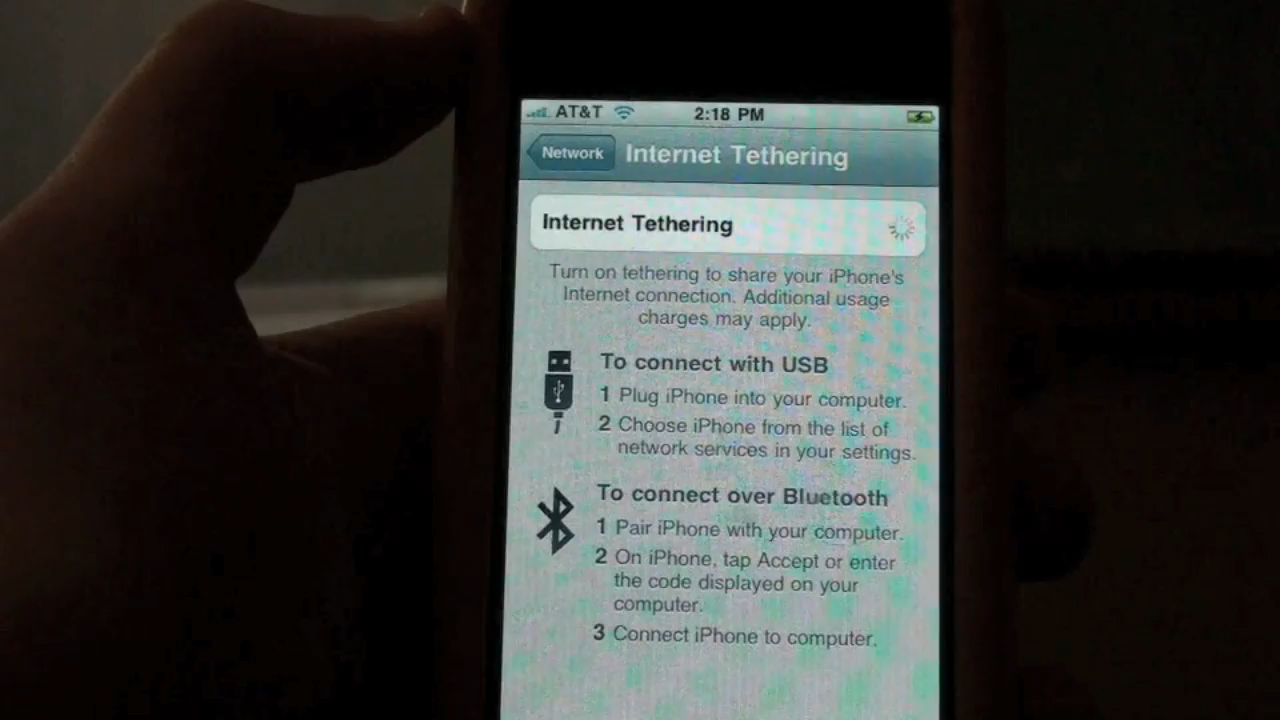 AT&T 2:18 PM
Network Internet Tethering
Internet Tethering
Turn on tethering to share your iPhone's
Internet connection. Additional usage
charges may apply.
To connect with USB
1 Plug iPhone into your computer.
2 Choose iPhone from the list of
network services in your settings.
To connect over Bluetooth
1 Pair iPhone with your computer.
2 On iPhone, tap Accept or enter
the code displayed on your
computer.
3 Connect iPhone to computer.